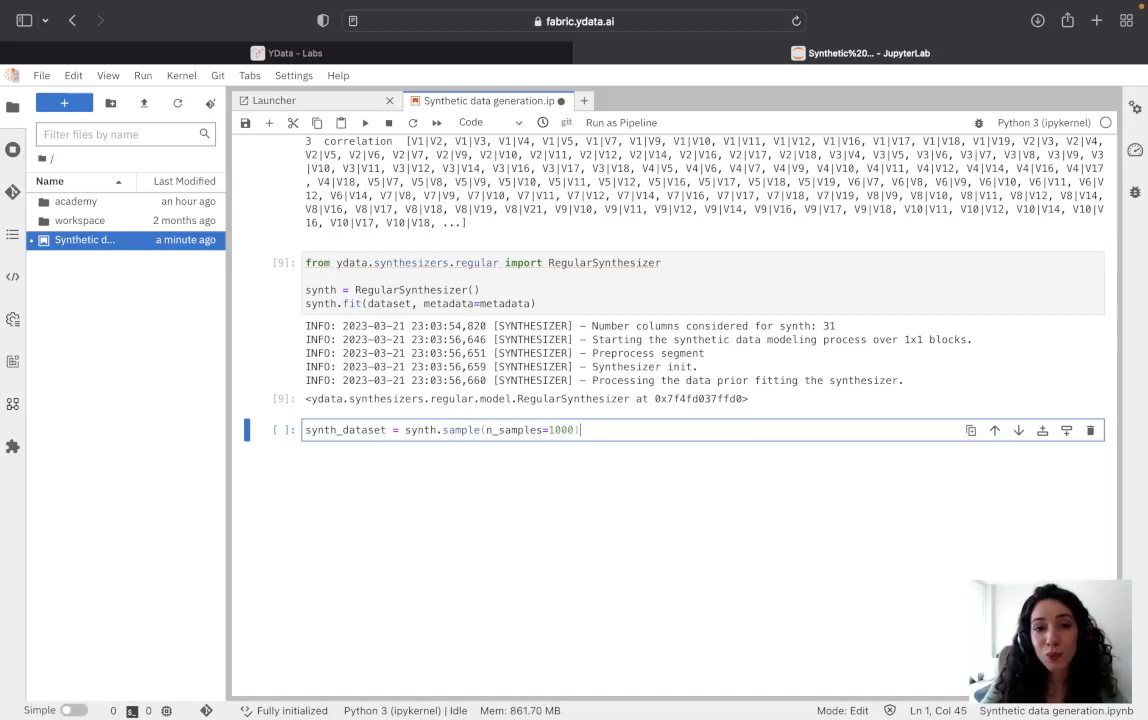 fabric.ydata.ai
YData - Labs
Synthetic%20... - JupyterLab
File Edit View Run Kernel Git Tabs Settings Help
+
Launcher
Synthetic data generation.ip
Filter files by name
Code
git
Run as Pipeline
Python 3 (ipykernel)
/
Name
Last Modified
academy
an hour ago
workspace
2 months ago
Synthetic d...
a minute ago
3 correlation [V1|V2, V1|V3, V1|V4, V1|V5, V1|V7, V1|V9, V1|V10, V1|V11, V1|V12, V1|V16, V1|V17, V1|V18, V1|V19, V2|V3, V2|V4,
V2|V5, V2|V6, V2|V7, V2|V9, V2|V10, V2|V11, V2|V12, V2|V14, V2|V16, V2|V17, V2|V18, V3|V4, V3|V5, V3|V6, V3|V7, V3|V8, V3|V9, V3
|V10, V3|V11, V3|V12, V3|V14, V3|V16, V3|V17, V3|V18, V4|V5, V4|V6, V4|V7, V4|V9, V4|V10, V4|V11, V4|V12, V4|V14, V4|V16, V4|V17
, V4|V18, V5|V7, V5|V8, V5|V9, V5|V10, V5|V11, V5|V12, V5|V16, V5|V17, V5|V18, V5|V19, V6|V7, V6|V8, V6|V9, V6|V10, V6|V11, V6|V
12, V6|V14, V7|V8, V7|V9, V7|V10, V7|V11, V7|V12, V7|V14, V7|V16, V7|V17, V7|V18, V8|V9, V8|V10, V8|V11, V8|V12, V8|V14,
V8|V16, V8|V17, V8|V18, V8|V19, V8|V21, V9|V10, V9|V11, V9|V12, V9|V14, V9|V16, V9|V17, V9|V18, V10|V11, V10|V12, V10|V14, V10|V
16, V10|V17, V10|V18, ...]
[9]:
from ydata.synthesizers.regular import RegularSynthesizer
synth = RegularSynthesizer()
synth.fit(dataset, metadata=metadata)
INFO: 2023-03-21 23:03:54,820 [SYNTHESIZER] - Number columns considered for synth: 31
INFO: 2023-03-21 23:03:56,646 [SYNTHESIZER] - Starting the synthetic data modeling process over 1x1 blocks.
INFO: 2023-03-21 23:03:56,651 [SYNTHESIZER] - Preprocess segment
INFO: 2023-03-21 23:03:56,659 [SYNTHESIZER] - Synthesizer init.
INFO: 2023-03-21 23:03:56,660 [SYNTHESIZER] - Processing the data prior fitting the synthesizer.
[9]: <ydata.synthesizers.regular.model.RegularSynthesizer at 0x7f4fd037ffd0>
[ ]: synth_dataset = synth.sample(n_samples=1000)
Simple
0
0
Fully initialized
Python 3 (ipykernel) | Idle
Mem: 861.70 MB
Mode: Edit
Ln 1, Col 45
Synthetic data generation.ipynb